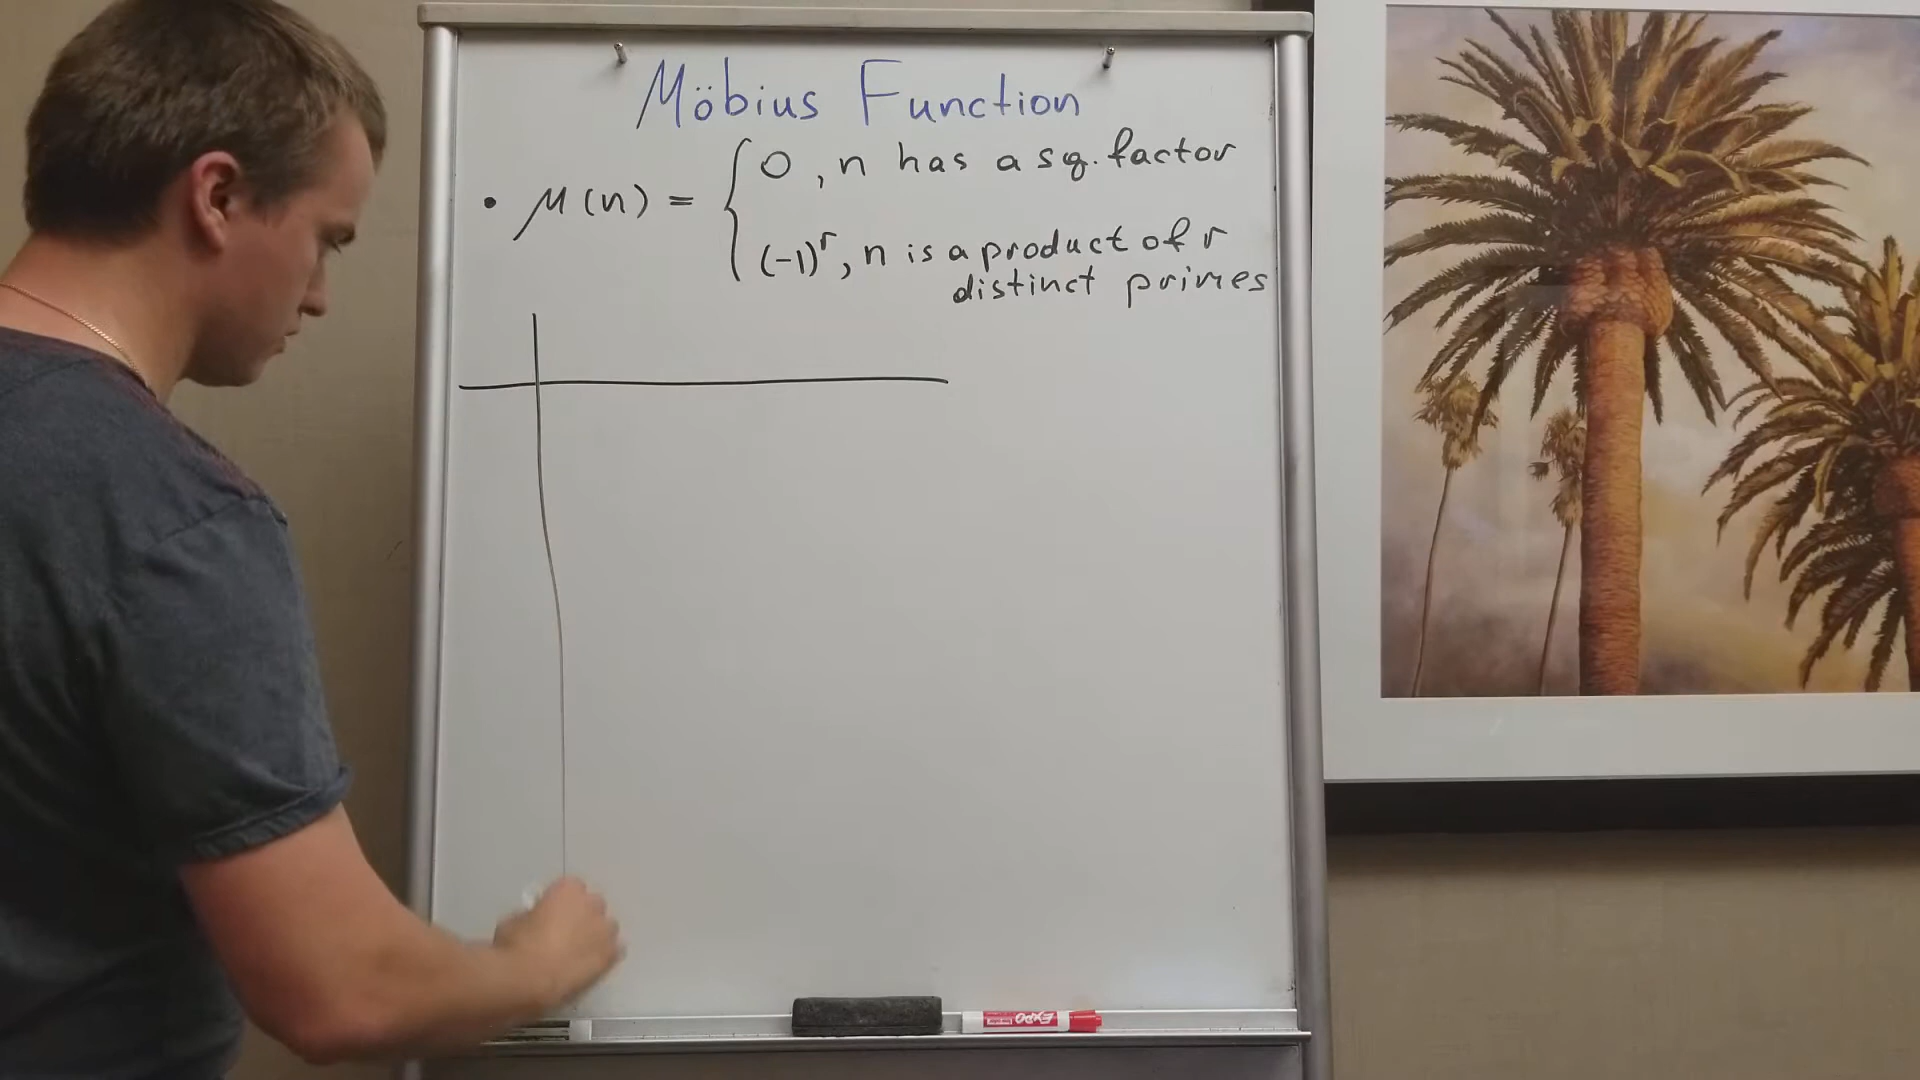 Möbius Function
• μ(n) = { 0, n has a sq. factor
(-1)^r, n is a product of r
distinct primes
EXPO